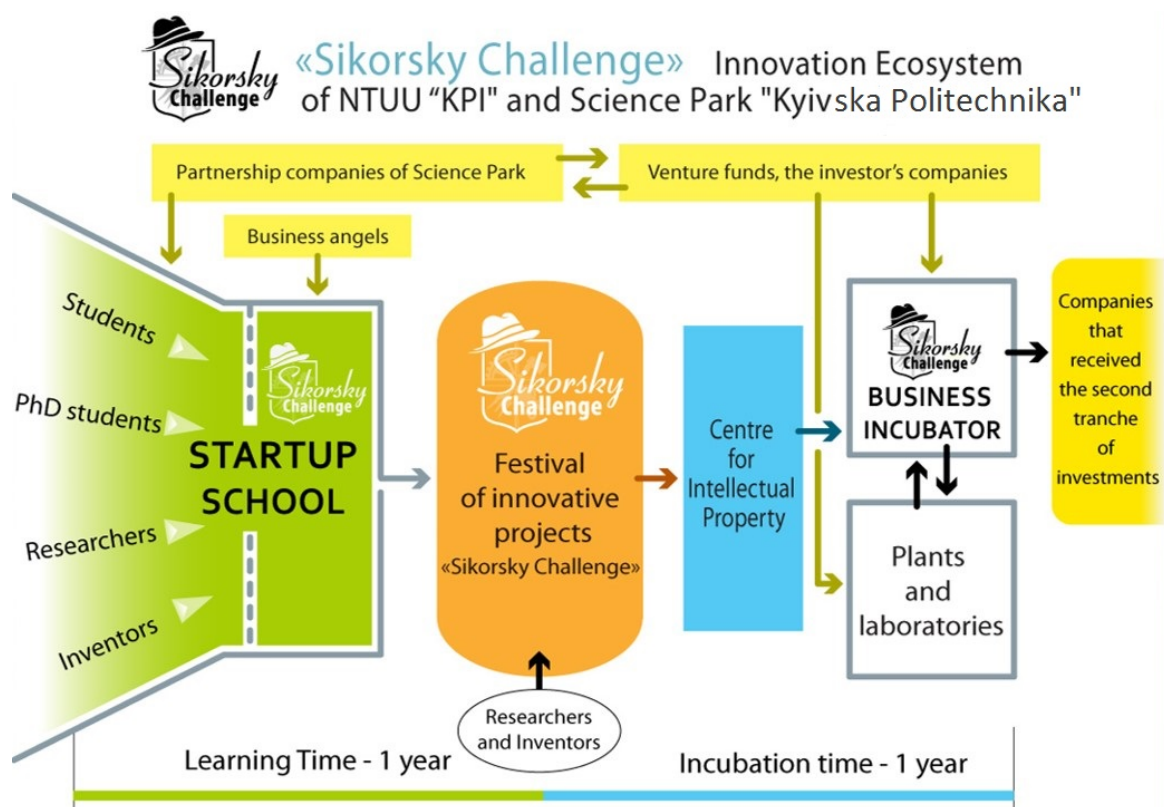 Sikorsky
Challenge
«Sikorsky Challenge» Innovation Ecosystem
of NTUU “KPI" and Science Park "Kyivska Politechnika"
Partnership companies of Science Park
Venture funds, the investor’s companies
Business angels
Students
PhD students
Researchers
Inventors
Sikorsky
Challenge
STARTUP
SCHOOL
Sikorsky
Challenge
Festival
of innovative
projects
«Sikorsky Challenge»
Researchers
and Inventors
Centre
for
Intellectual
Property
Sikorsky
Challenge
BUSINESS
INCUBATOR
Plants
and
laboratories
Companies
that
received
the second
tranche
of
investments
Learning Time - 1 year
Incubation time - 1 year